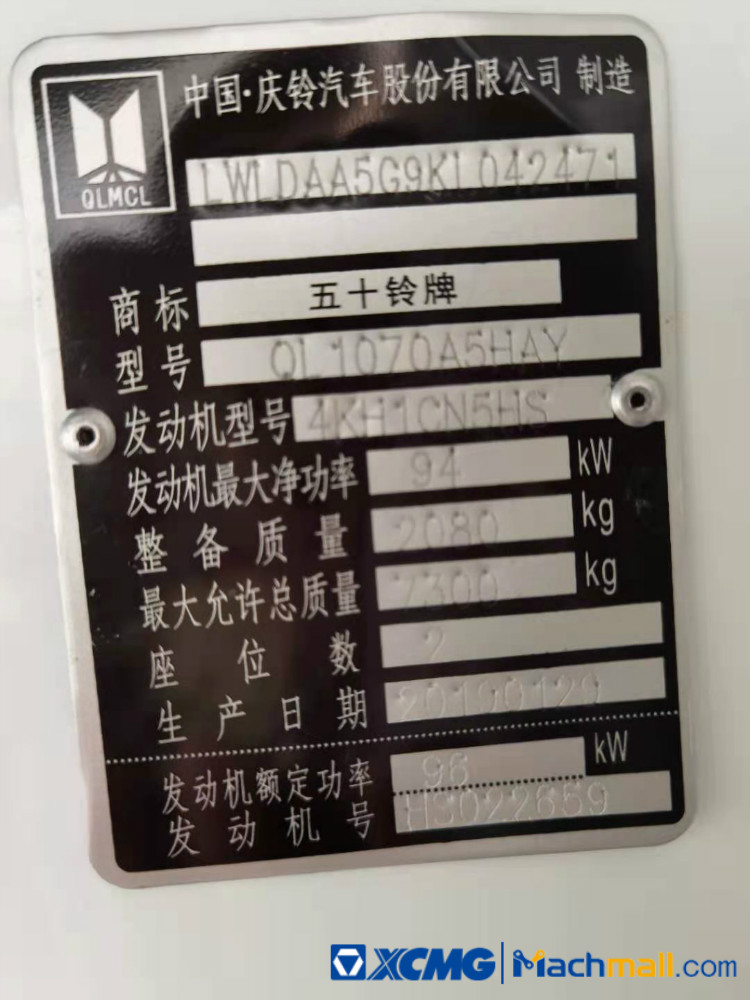 中国·庆铃汽车股份有限公司 制造
QLMCL
LWLDAA5G9KL042471
商标 五十铃牌
型号 QL1070A5HAY
发动机型号 4KH1CN5HS
发动机最大净功率 94 kW
整备质量 2080 kg
最大允许总质量 7300 kg
座位数 2
生产日期 20190129
发动机额定功率 96 kW
发动机号 HS022659
XCMG Machmall.com